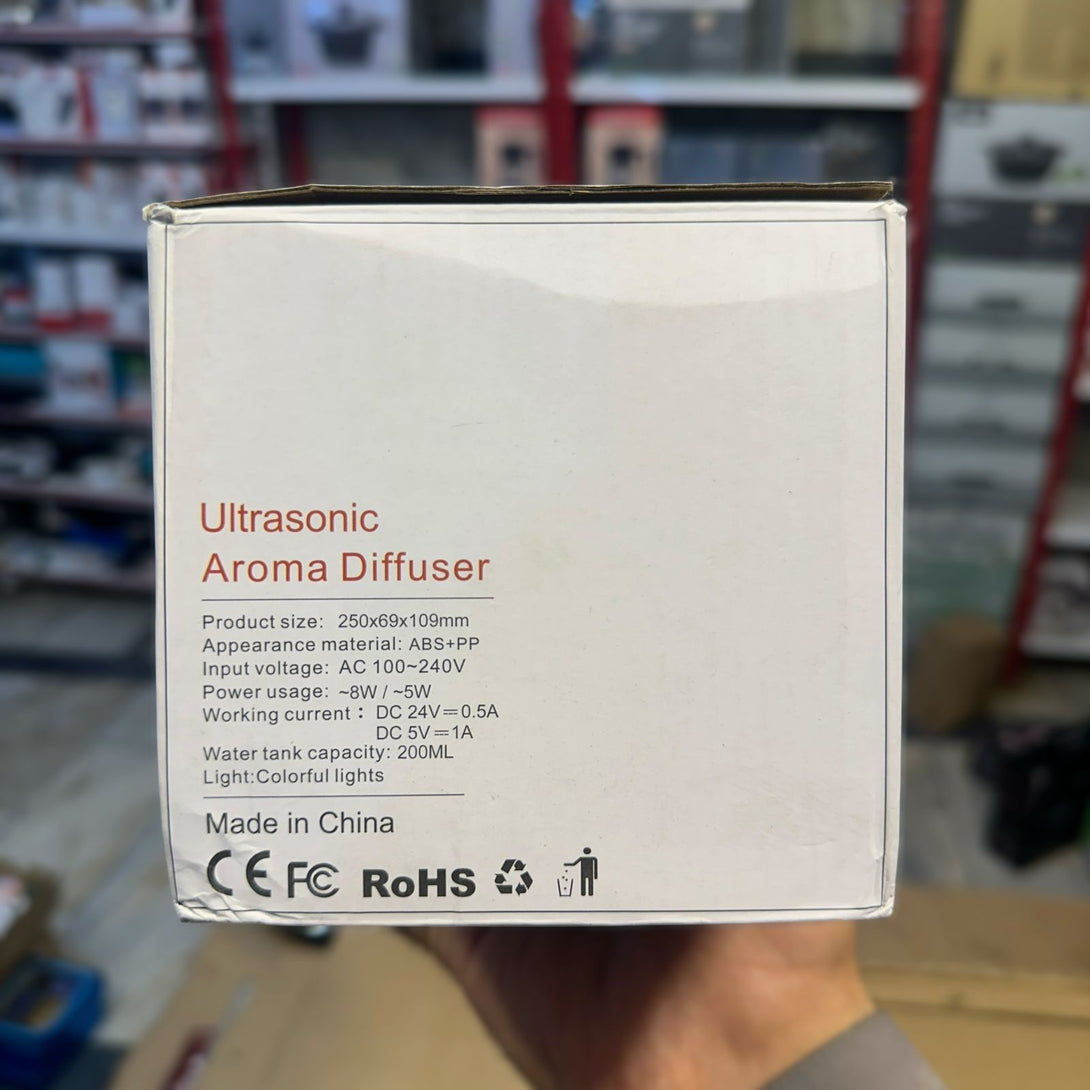 Ultrasonic
Aroma Diffuser
Product size: 250x69x109mm
Appearance material: ABS+PP
Input voltage: AC 100~240V
Power usage: ~8W / ~5W
Working current : DC 24V⎓0.5A
DC 5V⎓1A
Water tank capacity: 200ML
Light:Colorful lights
Made in China
CE FC RoHS